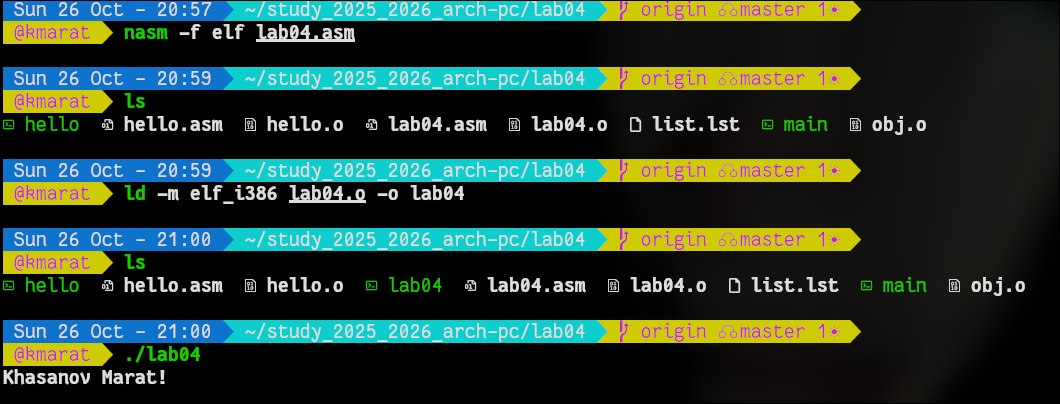 Sun 26 Oct – 20:57 ~/study_2025_2026_arch-pc/lab04 origin master 1
@kmarat nasm -f elf lab04.asm
Sun 26 Oct – 20:59 ~/study_2025_2026_arch-pc/lab04 origin master 1
@kmarat ls
hello hello.asm hello.o lab04.asm lab04.o list.lst main obj.o
Sun 26 Oct – 20:59 ~/study_2025_2026_arch-pc/lab04 origin master 1
@kmarat ld -m elf_i386 lab04.o -o lab04
Sun 26 Oct – 21:00 ~/study_2025_2026_arch-pc/lab04 origin master 1
@kmarat ls
hello hello.asm hello.o lab04 lab04.asm lab04.o list.lst main obj.o
Sun 26 Oct – 21:00 ~/study_2025_2026_arch-pc/lab04 origin master 1
@kmarat ./lab04
Khasanov Marat!